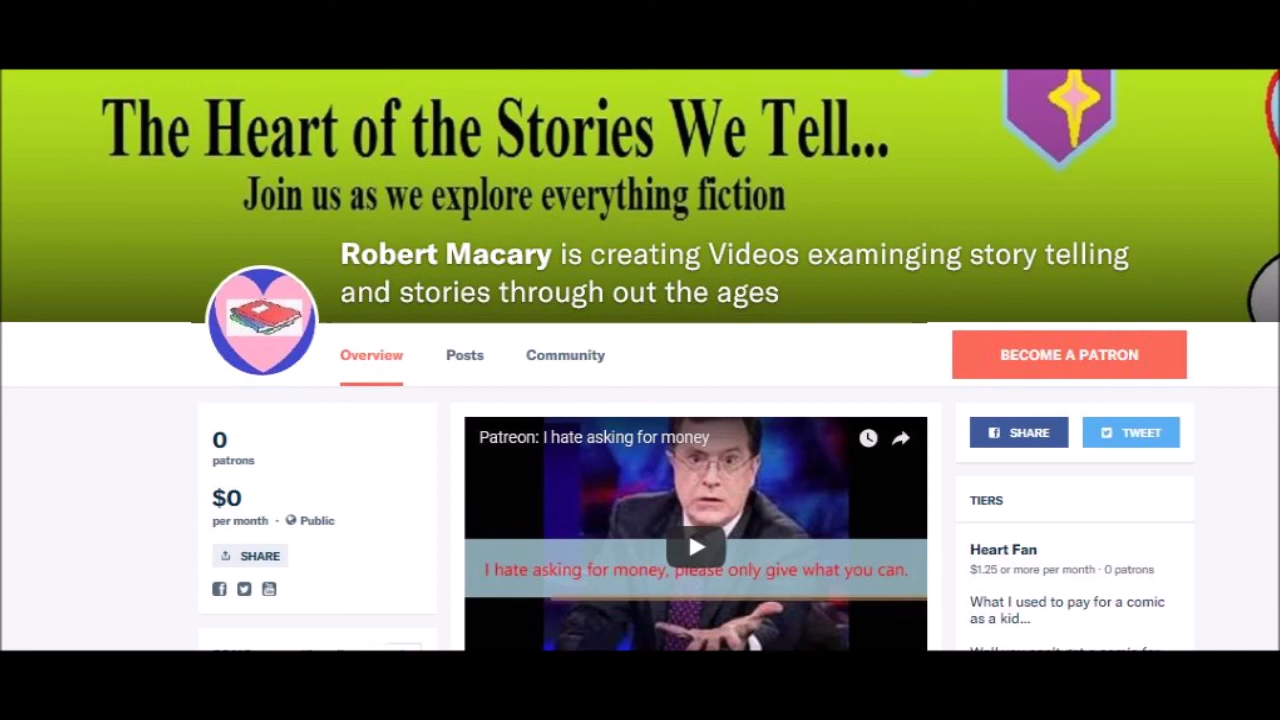 The Heart of the Stories We Tell...
Join us as we explore everything fiction
Robert Macary is creating Videos examinging story telling
and stories through out the ages
Overview
Posts
Community
BECOME A PATRON
0
patrons
$0
per month · Public
SHARE
Patreon: I hate asking for money
I hate asking for money, please only give what you can.
SHARE
TWEET
TIERS
Heart Fan
$1.25 or more per month · 0 patrons
What I used to pay for a comic
as a kid...